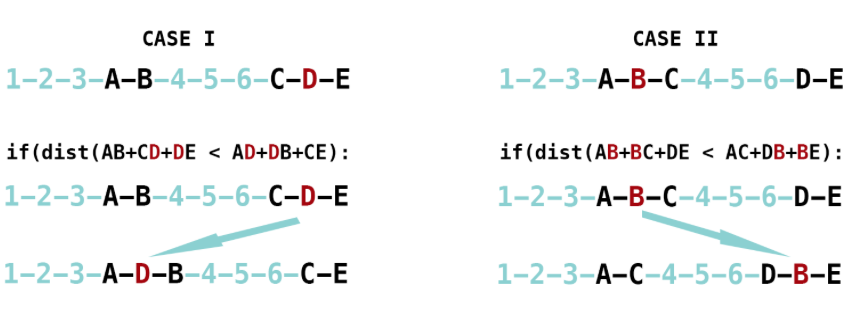 CASE I
1-2-3-A-B-4-5-6-C-D-E
if(dist(AB+CD+DE < AD+DB+CE):
1-2-3-A-B-4-5-6-C-D-E
1-2-3-A-D-B-4-5-6-C-E
CASE II
1-2-3-A-B-C-4-5-6-D-E
if(dist(AB+BC+DE < AC+DB+BE):
1-2-3-A-B-C-4-5-6-D-E
1-2-3-A-C-4-5-6-D-B-E